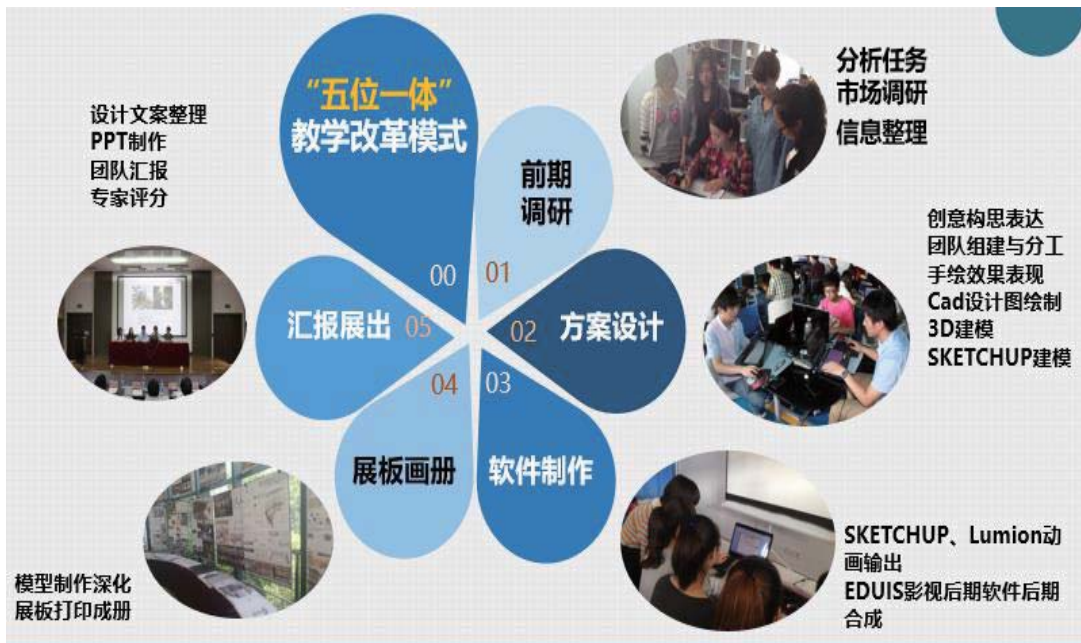 “五位一体”
教学改革模式
00
前期
调研
01
分析任务
市场调研
信息整理
02
方案设计
创意构思表达
团队组建与分工
手绘效果表现
Cad设计图绘制
3D建模
SKETCHUP建模
03
软件制作
SKETCHUP、Lumion动
画输出
EDUIS影视后期软件后期
合成
04
展板画册
模型制作深化
展板打印成册
汇报展出
05
设计文案整理
PPT制作
团队汇报
专家评分